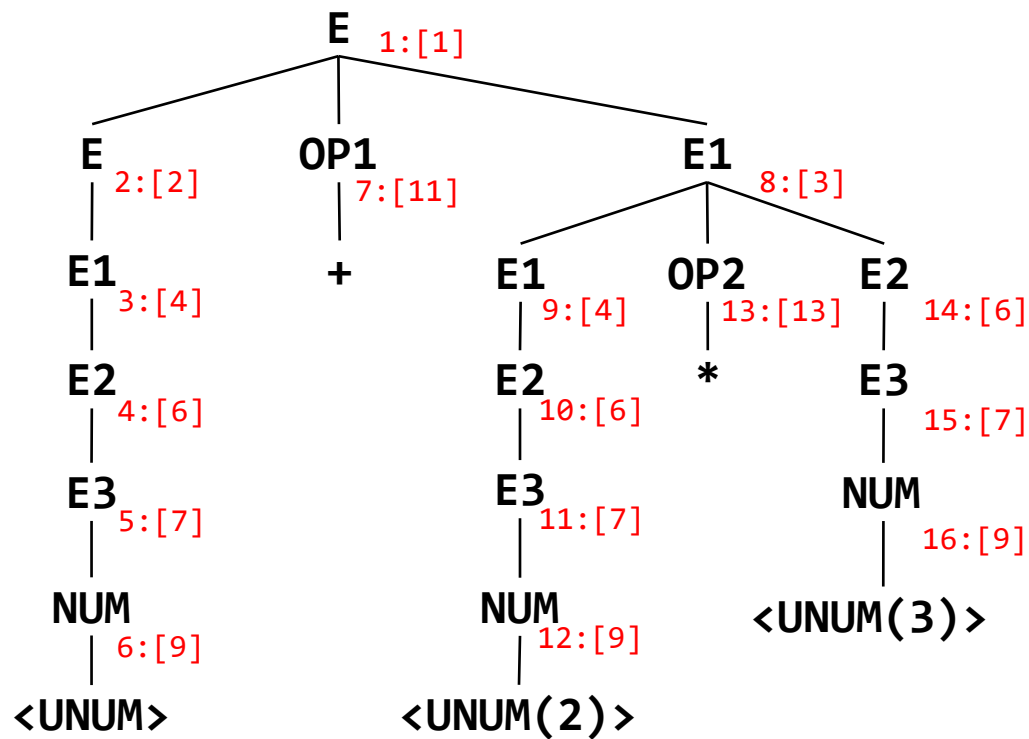 E 1:[1]
E 2:[2] OP1 7:[11] E1 8:[3]
E1 3:[4] + E1 9:[4] OP2 13:[13] E2 14:[6]
E2 4:[6] E2 10:[6] * E3 15:[7]
E3 5:[7] E3 11:[7] NUM 16:[9]
NUM 6:[9] NUM 12:[9] <UNUM(3)>
<UNUM> <UNUM(2)>